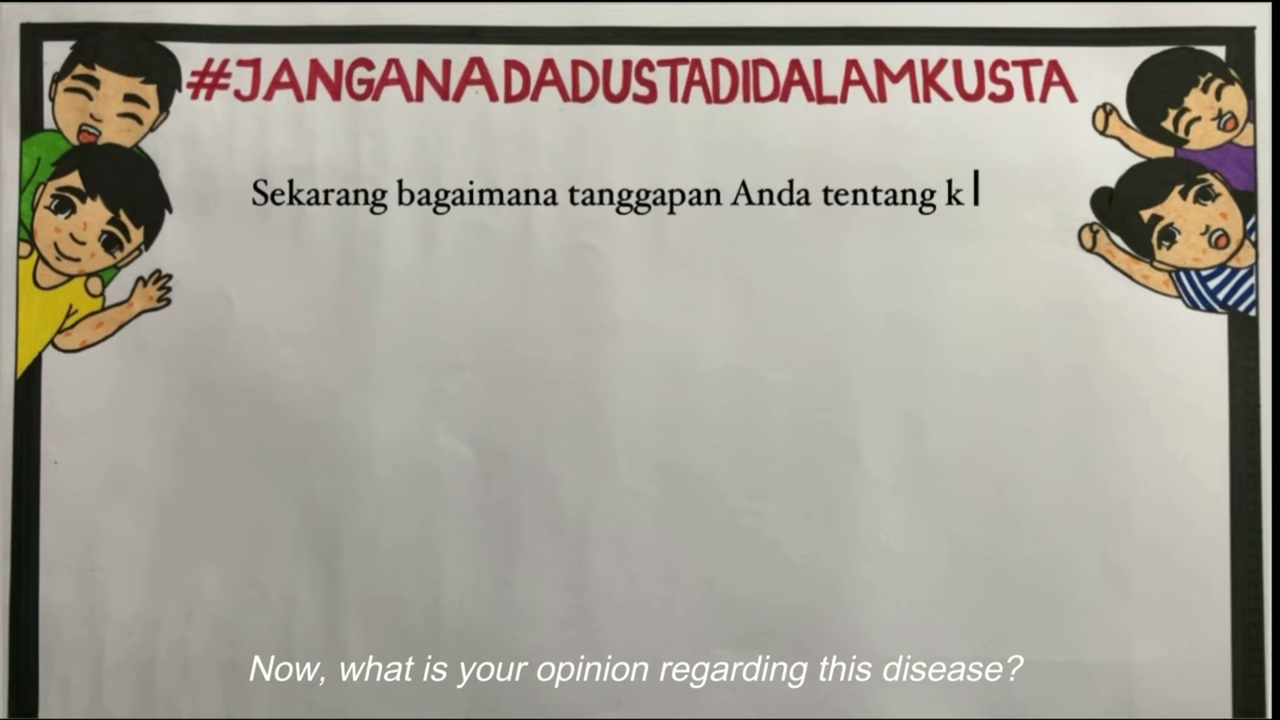 #JANGANADADUSTADIDALAMKUSTA
Sekarang bagaimana tanggapan Anda tentang k
Now, what is your opinion regarding this disease?